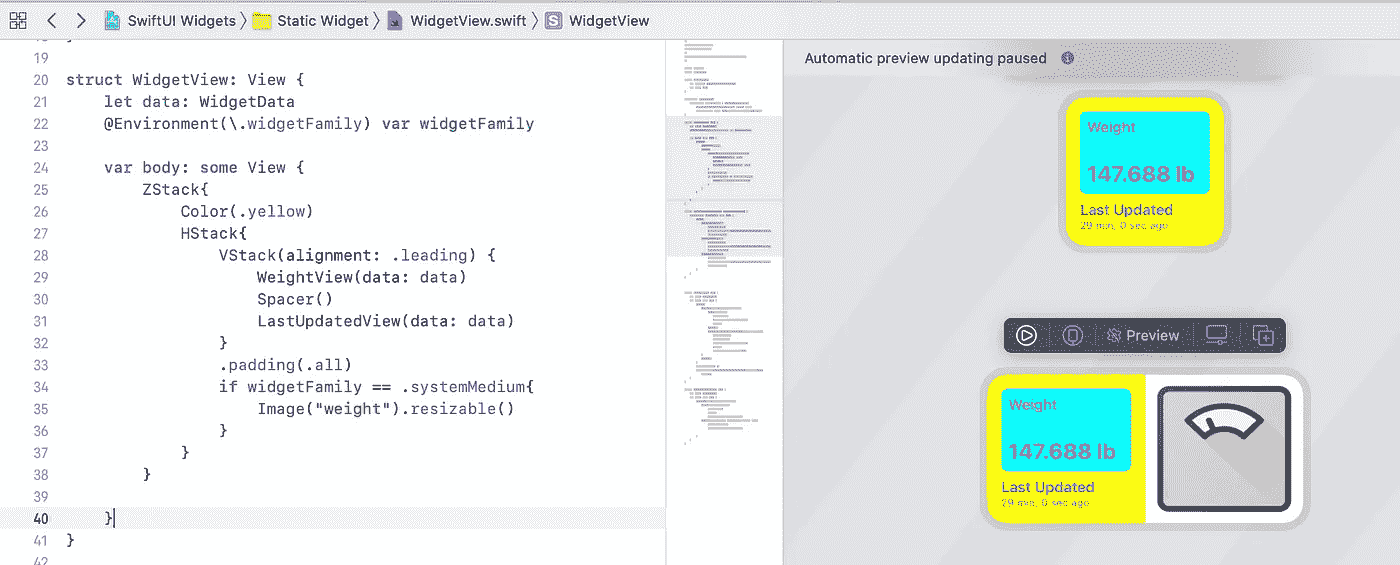 SwiftUI Widgets 〉 Static Widget 〉 WidgetView.swift 〉 S WidgetView
19
20 struct WidgetView: View {
21 let data: WidgetData
22 @Environment(\.widgetFamily) var widgetFamily
23
24 var body: some View {
25 ZStack{
26 Color(.yellow)
27 HStack{
28 VStack(alignment: .leading) {
29 WeightView(data: data)
30 Spacer()
31 LastUpdatedView(data: data)
32 }
33 .padding(.all)
34 if widgetFamily == .systemMedium{
35 Image("weight").resizable()
36 }
37 }
38 }
39
40 }
41 }
42
Automatic preview updating paused
Weight
147.688 lb
Last Updated
29 min, 0 sec ago
Preview
Weight
147.688 lb
Last Updated
29 min, 0 sec ago